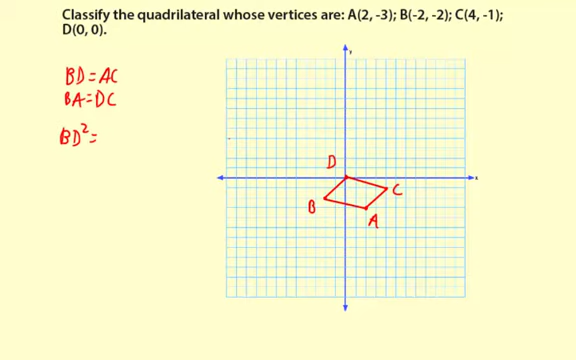 Classify the quadrilateral whose vertices are: A(2, -3); B(-2, -2); C(4, -1);
D(0, 0).
y
BD = AC
BA = DC
BD² =
D
x
C
B
A